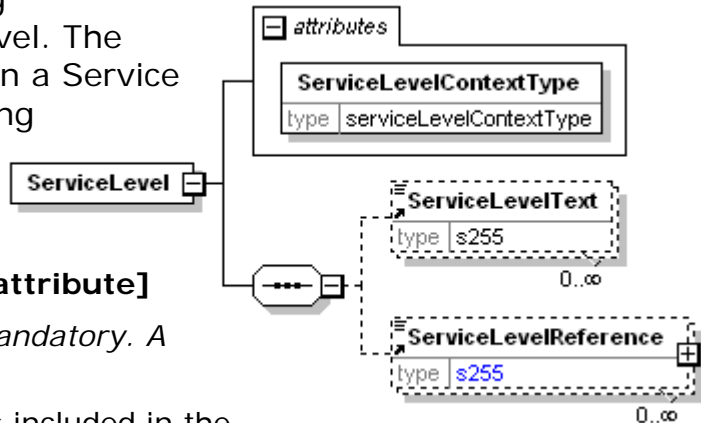 vel. The
n a Service
ng
attribute]
andatory. A
included in the
attributes
ServiceLevelContextType
type serviceLevelContextType
ServiceLevel
ServiceLevelText
type s255
0..∞
ServiceLevelReference
type s255
0..∞